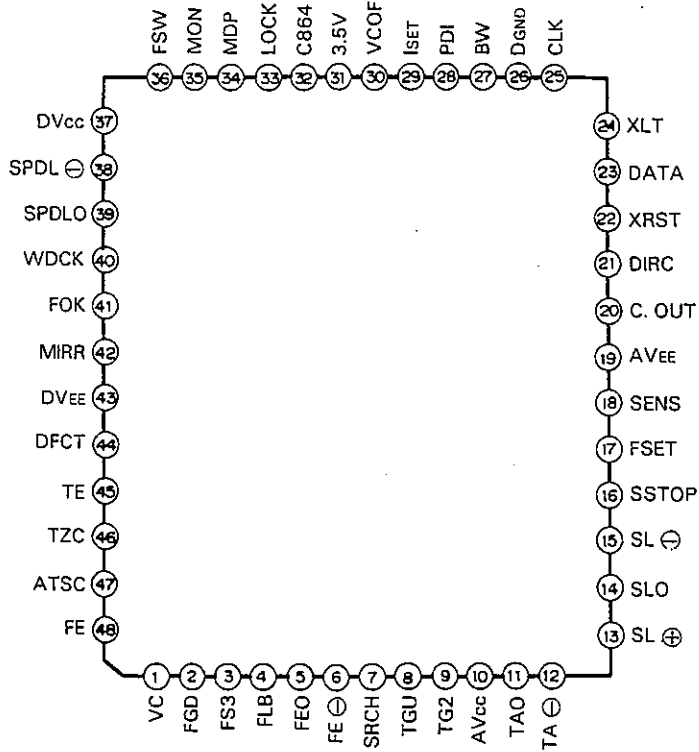 FSW MON MDP LOCK C864 3.5V VCOF ISET PDI BW DGND CLK
36 35 34 33 32 31 30 29 28 27 26 25
DVCC 37
SPDL ⊖ 38
SPDLO 39
WDCK 40
FOK 41
MIRR 42
DVEE 43
DFCT 44
TE 45
TZC 46
ATSC 47
FE 48
24 XLT
23 DATA
22 XRST
21 DIRC
20 C. OUT
19 AVEE
18 SENS
17 FSET
16 SSTOP
15 SL ⊖
14 SLO
13 SL ⊕
1 2 3 4 5 6 7 8 9 10 11 12
VC FGD FS3 FLB FEO FE ⊖ SRCH TGU TG2 AVCC TAO TA ⊖